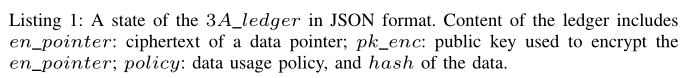 Listing 1: A state of the 3A_ledger in JSON format. Content of the ledger includes
en_pointer: ciphertext of a data pointer; pk_enc: public key used to encrypt the
en_pointer; policy: data usage policy, and hash of the data.